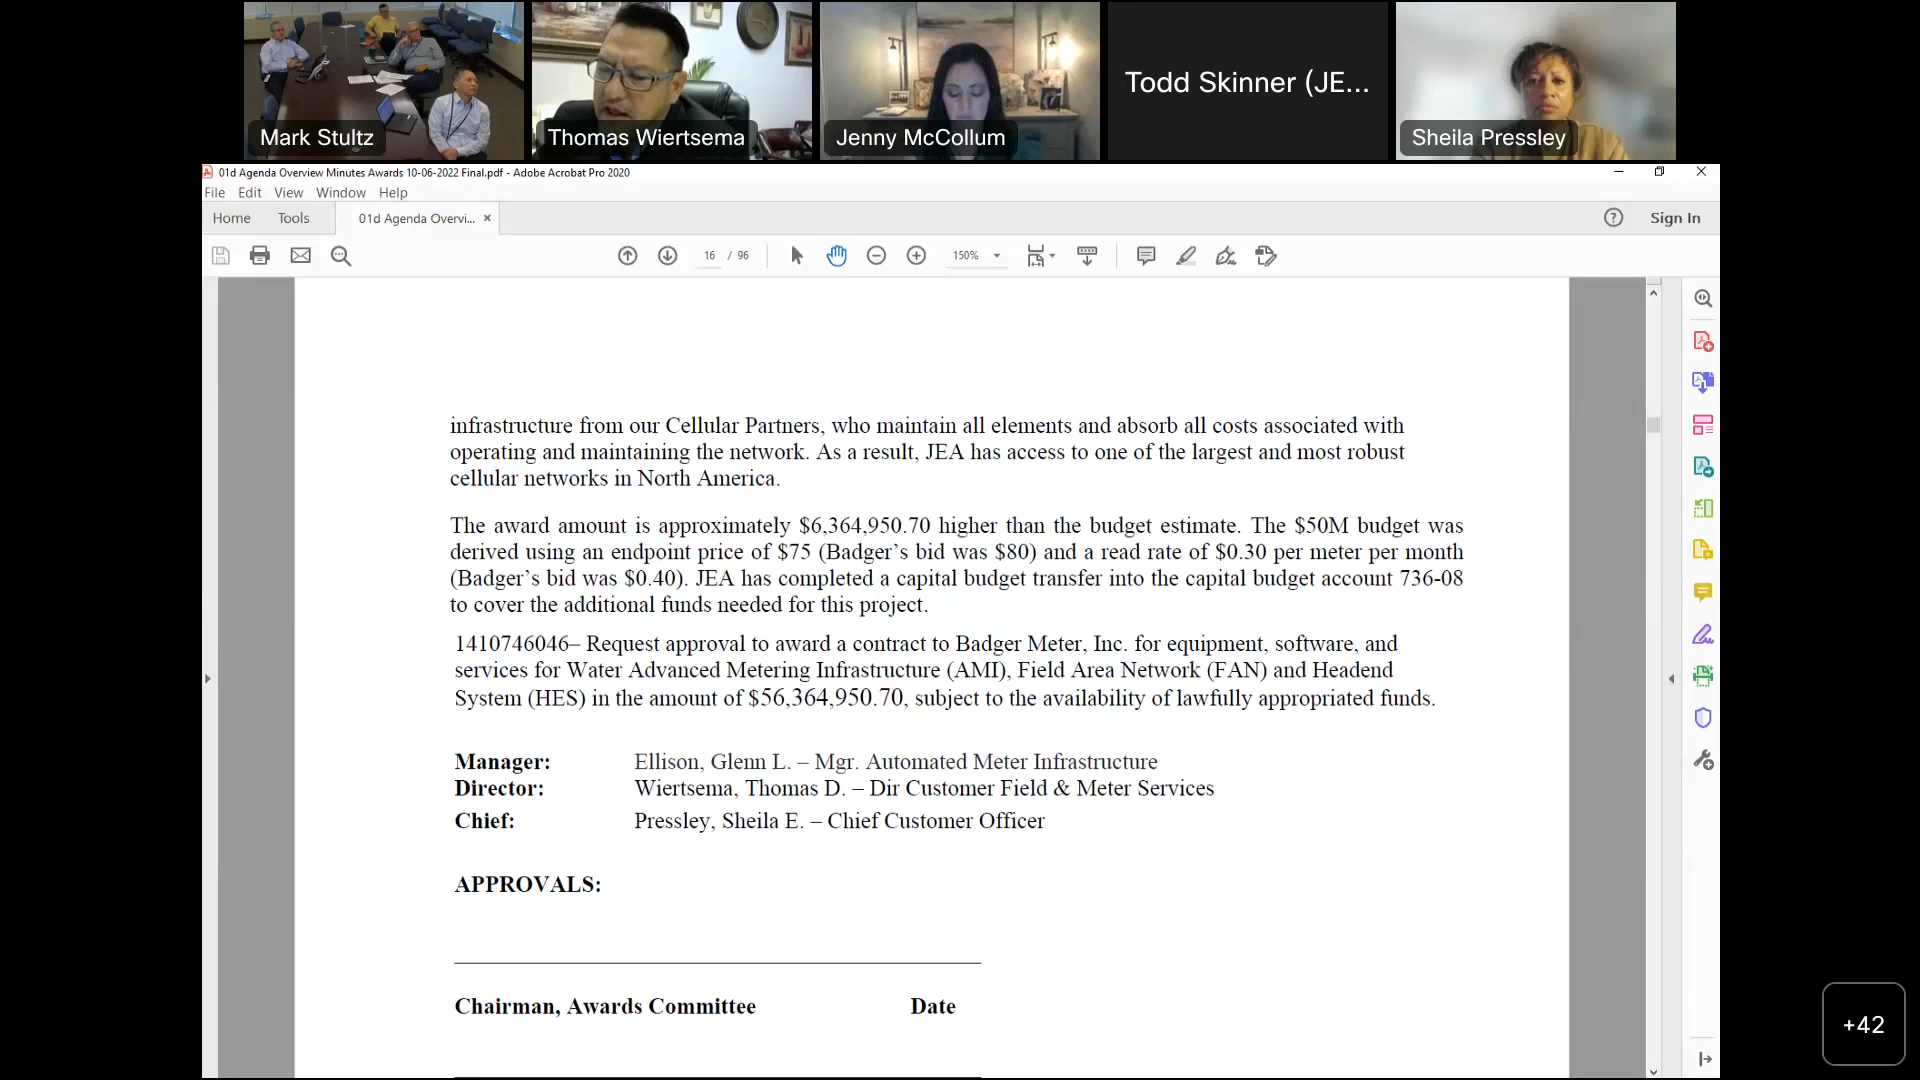 Mark Stultz
Thomas Wiertsema
Jenny McCollum
Todd Skinner (JE...
Sheila Pressley
01d Agenda Overview Minutes Awards 10-06-2022 Final.pdf - Adobe Acrobat Pro 2020
File Edit View Window Help
Home Tools 01d Agenda Overvi... × Sign In
16 / 96 150%
infrastructure from our Cellular Partners, who maintain all elements and absorb all costs associated with
operating and maintaining the network. As a result, JEA has access to one of the largest and most robust
cellular networks in North America.
The award amount is approximately $6,364,950.70 higher than the budget estimate. The $50M budget was
derived using an endpoint price of $75 (Badger's bid was $80) and a read rate of $0.30 per meter per month
(Badger's bid was $0.40). JEA has completed a capital budget transfer into the capital budget account 736-08
to cover the additional funds needed for this project.
1410746046– Request approval to award a contract to Badger Meter, Inc. for equipment, software, and
services for Water Advanced Metering Infrastructure (AMI), Field Area Network (FAN) and Headend
System (HES) in the amount of $56,364,950.70, subject to the availability of lawfully appropriated funds.
Manager: Ellison, Glenn L. – Mgr. Automated Meter Infrastructure
Director: Wiertsema, Thomas D. – Dir Customer Field & Meter Services
Chief: Pressley, Sheila E. – Chief Customer Officer
APPROVALS:
Chairman, Awards Committee Date
+42